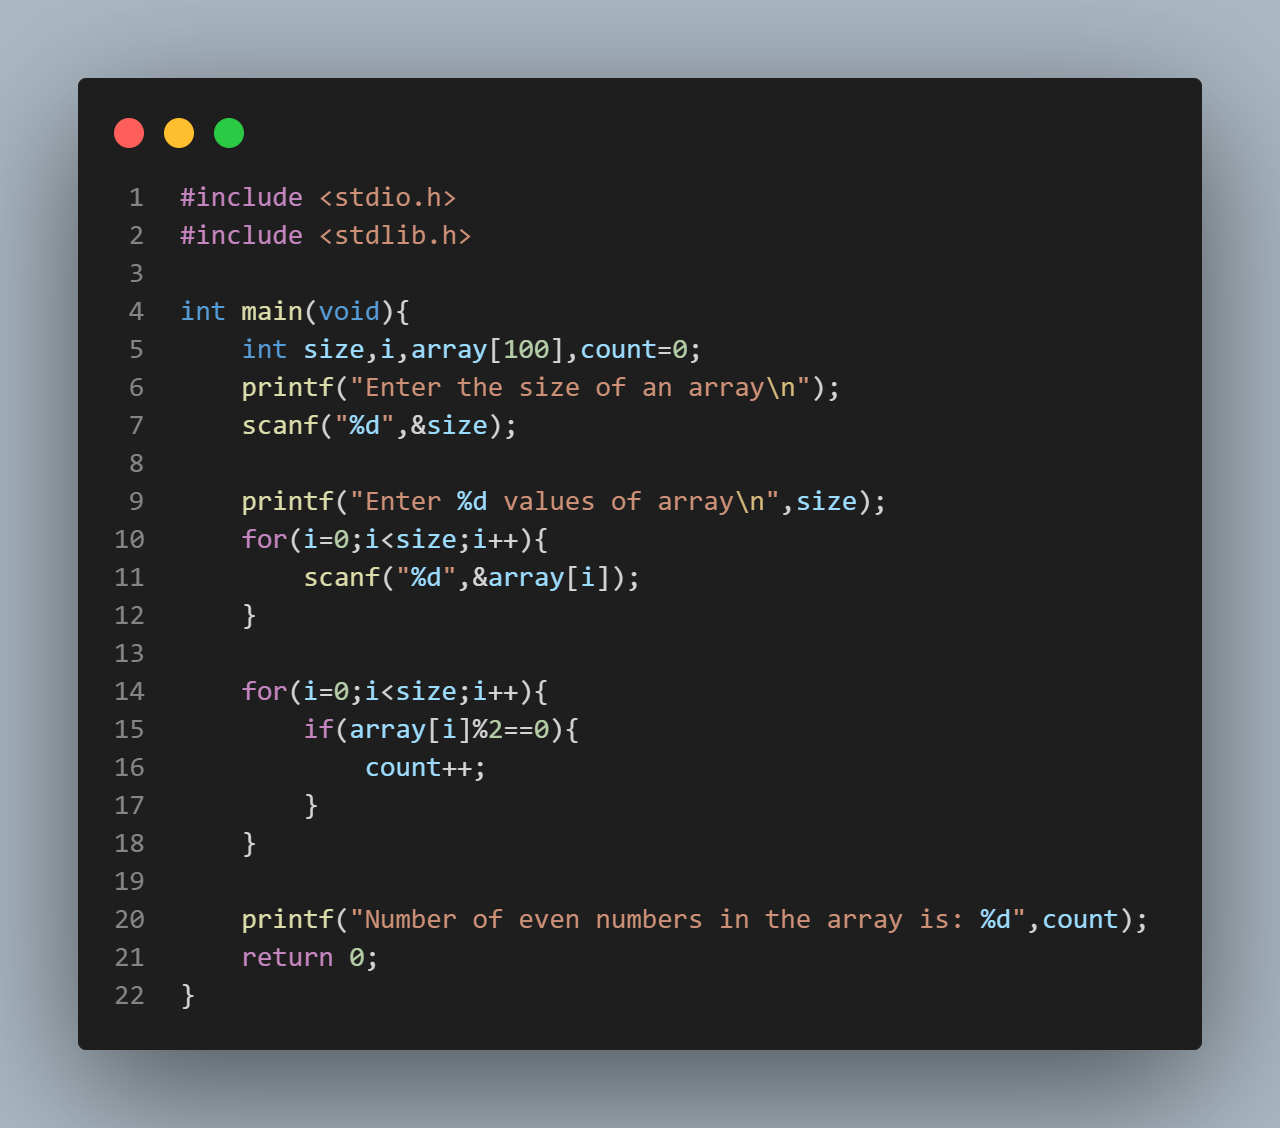 1 #include <stdio.h>
2 #include <stdlib.h>
3
4 int main(void){
5     int size,i,array[100],count=0;
6     printf("Enter the size of an array\n");
7     scanf("%d",&size);
8
9     printf("Enter %d values of array\n",size);
10     for(i=0;i<size;i++){
11         scanf("%d",&array[i]);
12     }
13
14     for(i=0;i<size;i++){
15         if(array[i]%2==0){
16             count++;
17         }
18     }
19
20     printf("Number of even numbers in the array is: %d",count);
21     return 0;
22 }